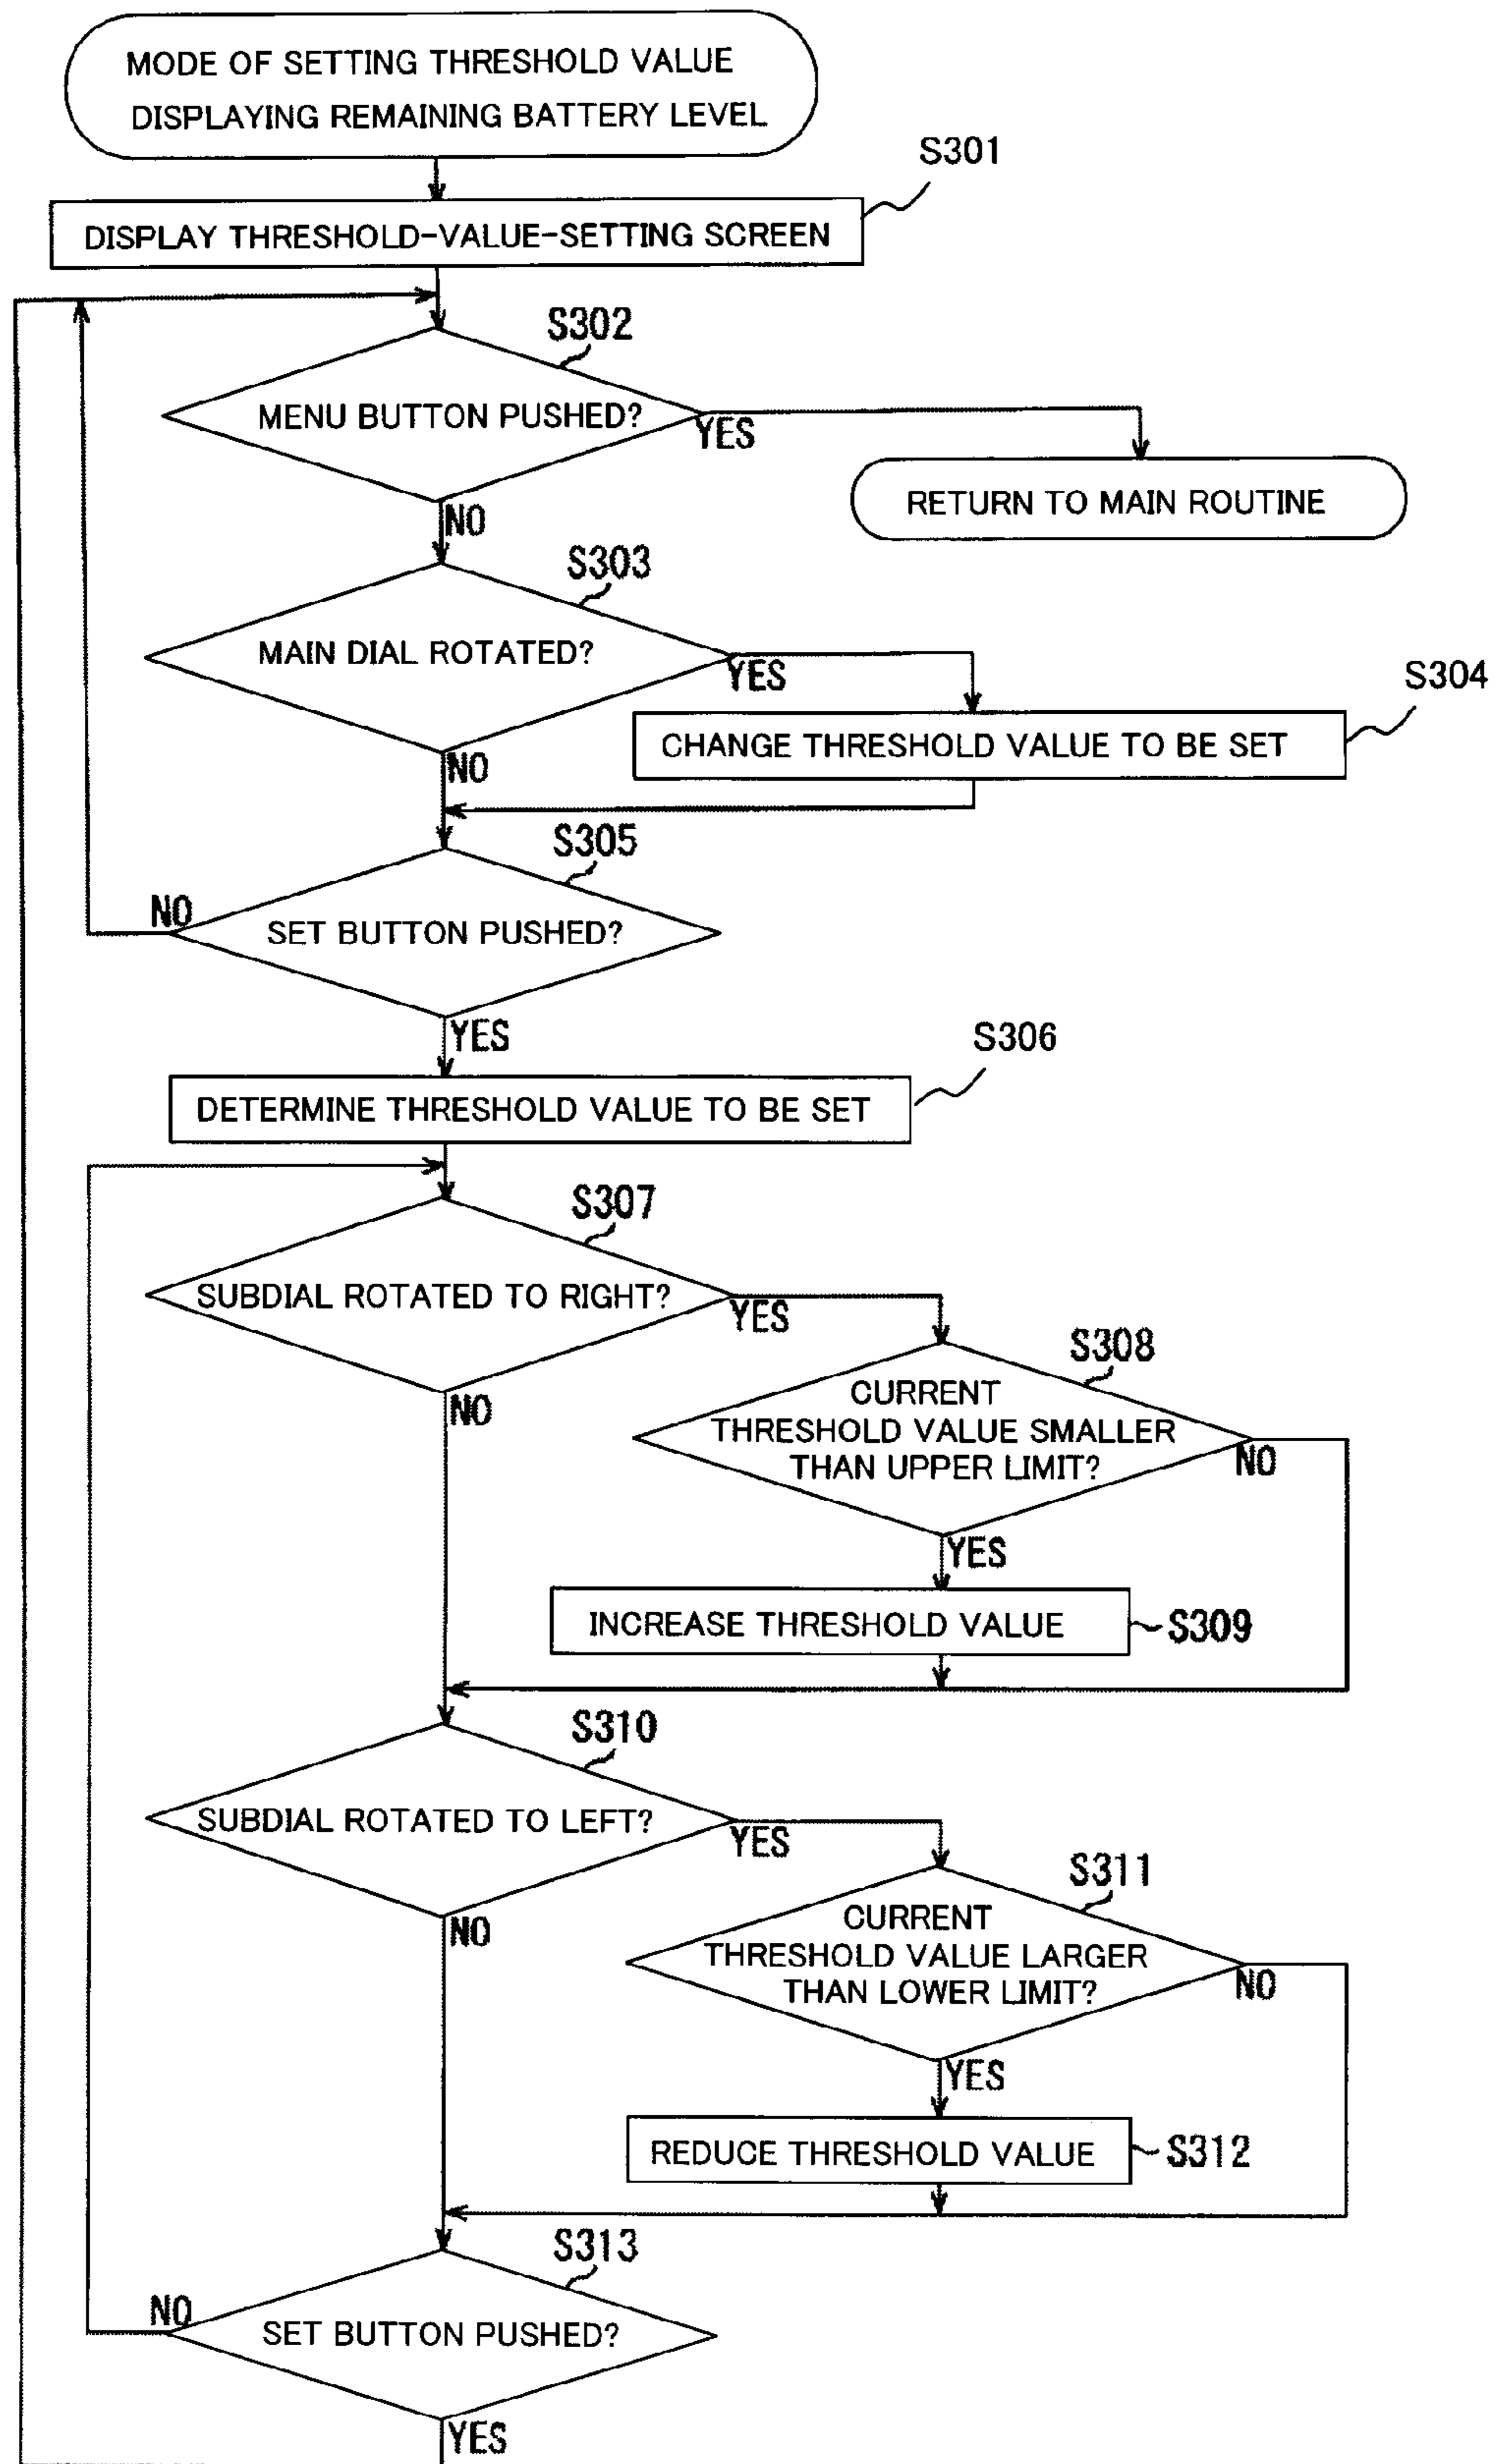 MODE OF SETTING THRESHOLD VALUE
DISPLAYING REMAINING BATTERY LEVEL
S301
DISPLAY THRESHOLD-VALUE-SETTING SCREEN
S302
MENU BUTTON PUSHED?
YES
RETURN TO MAIN ROUTINE
NO
S303
MAIN DIAL ROTATED?
YES
S304
CHANGE THRESHOLD VALUE TO BE SET
NO
S305
NO
SET BUTTON PUSHED?
YES
S306
DETERMINE THRESHOLD VALUE TO BE SET
S307
SUBDIAL ROTATED TO RIGHT?
YES
S308
CURRENT
THRESHOLD VALUE SMALLER
THAN UPPER LIMIT?
NO
NO
YES
INCREASE THRESHOLD VALUE
S309
S310
SUBDIAL ROTATED TO LEFT?
YES
S311
CURRENT
THRESHOLD VALUE LARGER
THAN LOWER LIMIT?
NO
NO
YES
REDUCE THRESHOLD VALUE
S312
S313
NO
SET BUTTON PUSHED?
YES